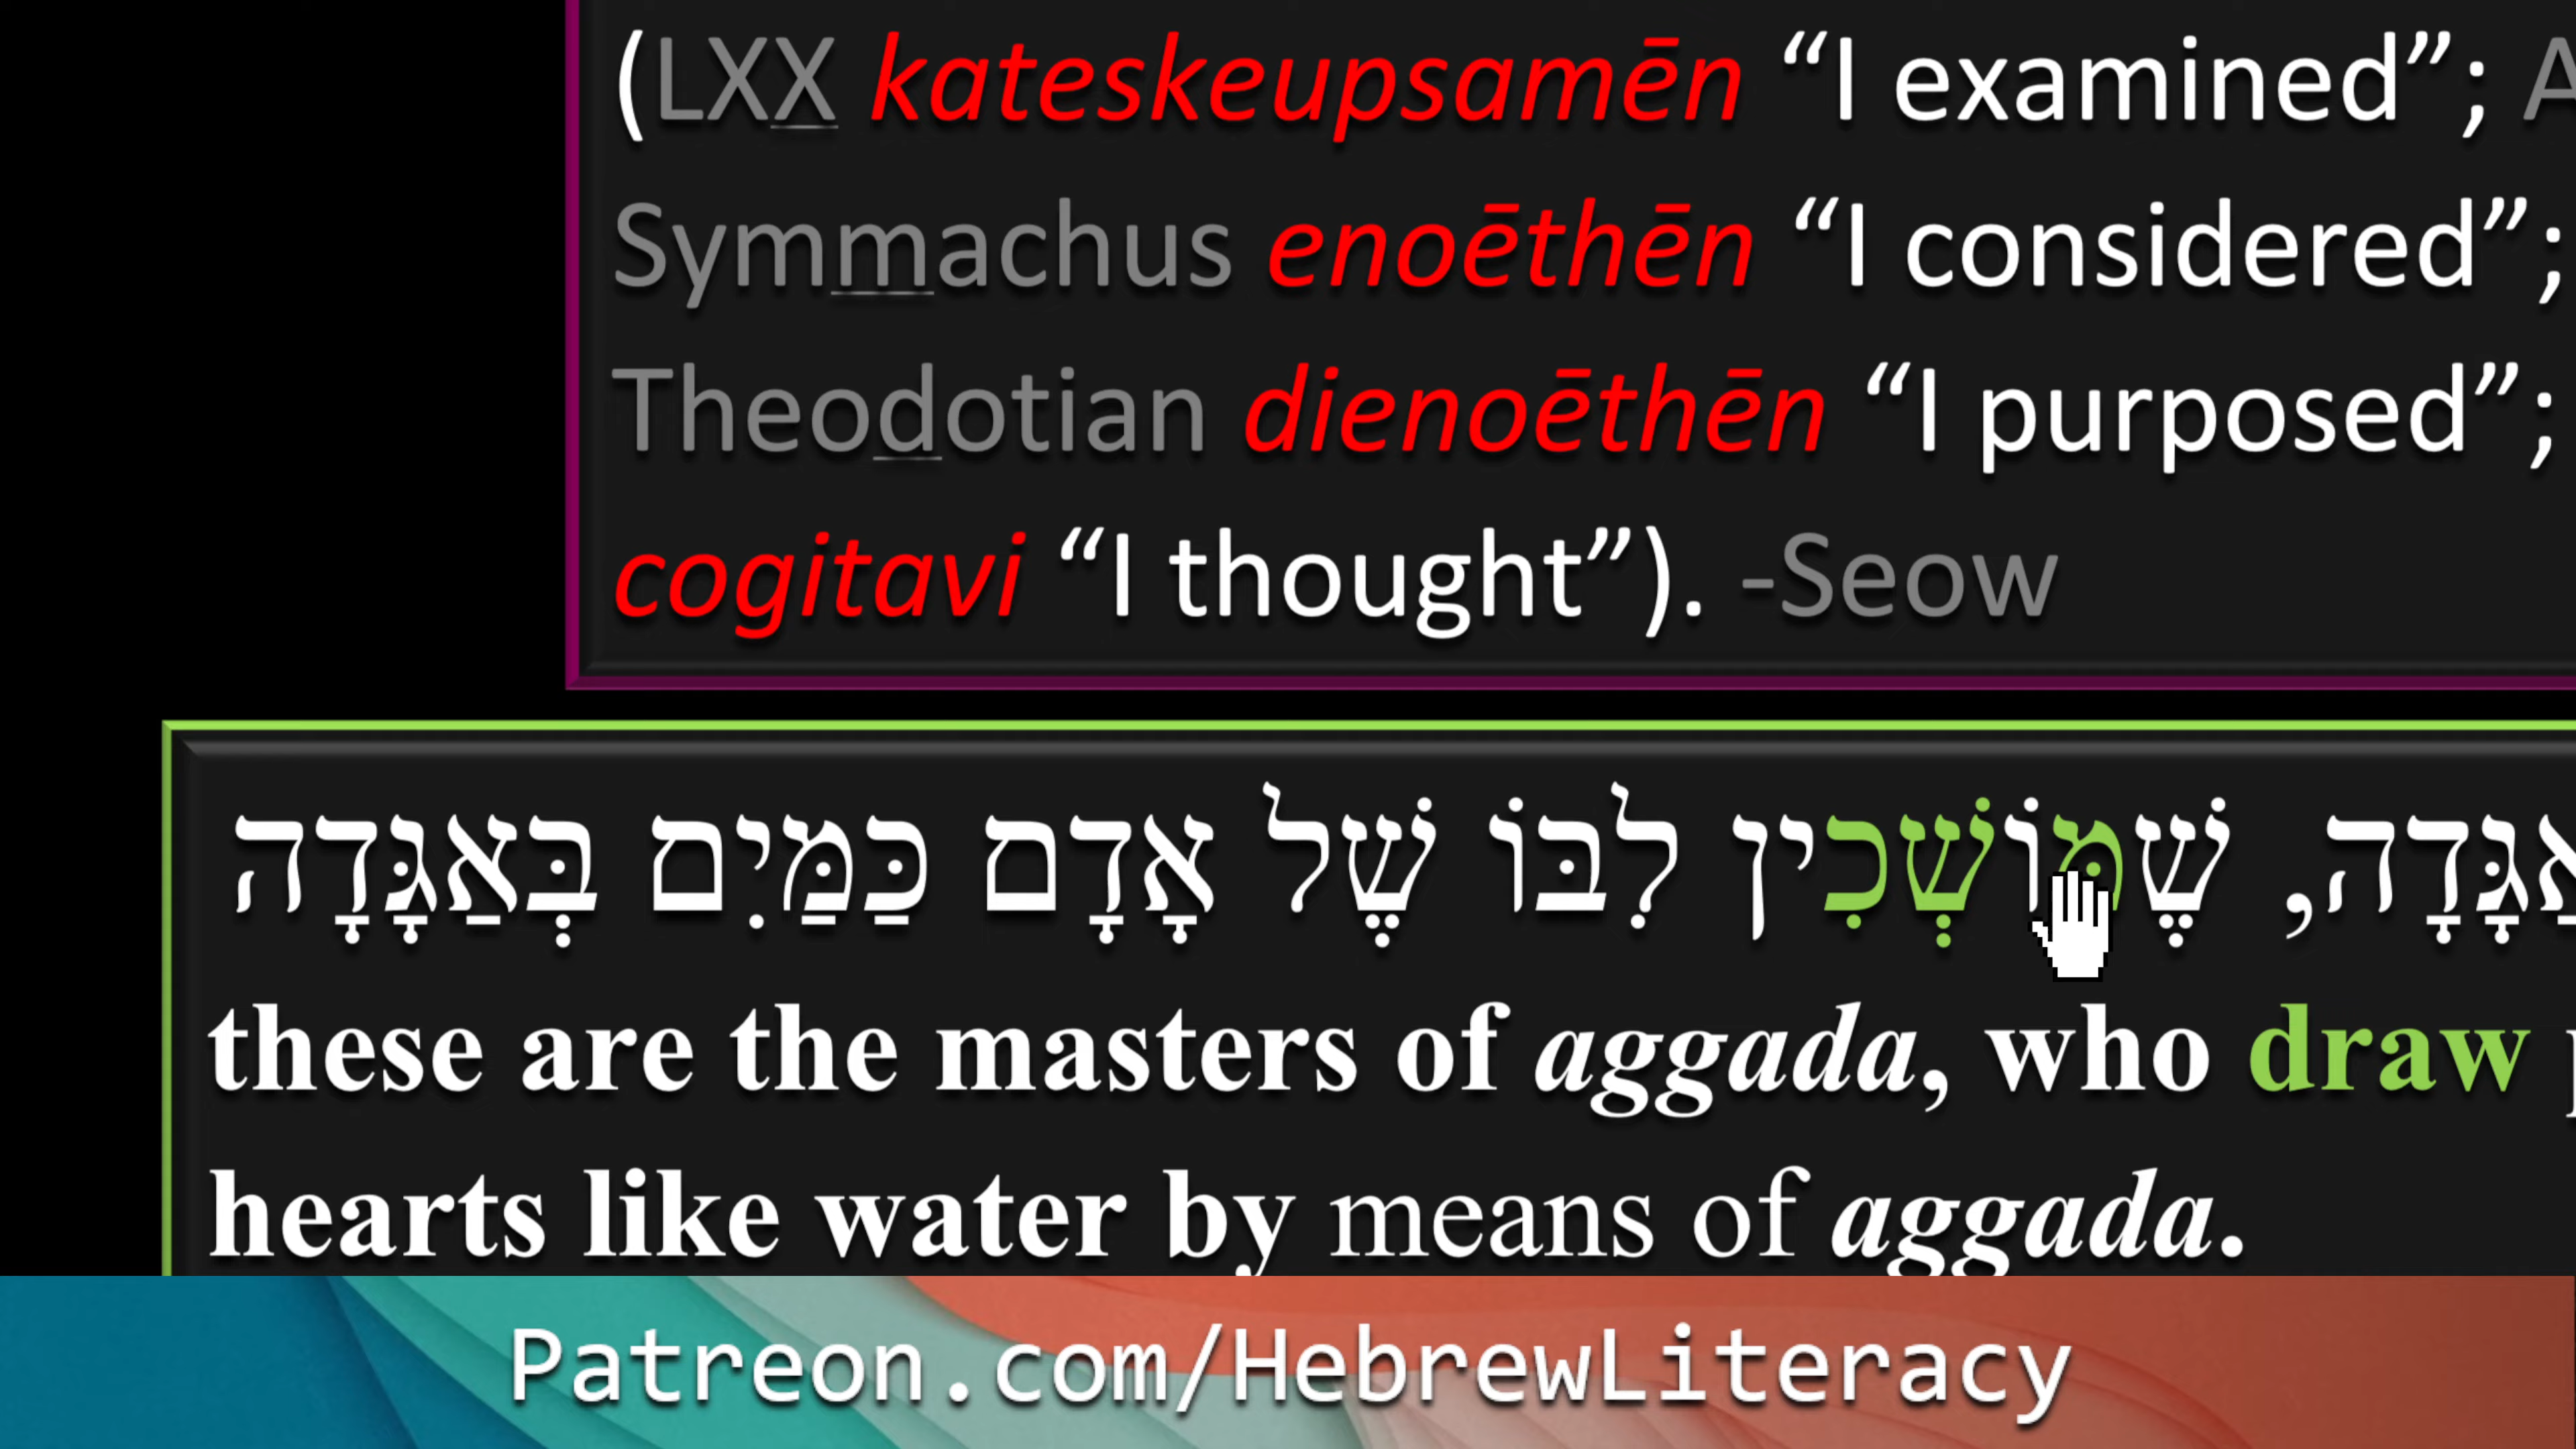 (LXX kateskeupsamēn “I examined”; A
Symmachus enoēthēn “I considered”;
Theodotian dienoēthēn “I purposed”;
cogitavi “I thought”). -Seow
אַגָּדָה, שֶׁמּוֹשְׁכִין לִבּוֹ שֶׁל אָדָם כַּמַּיִם בְּאַגָּדָה
these are the masters of aggada, who draw p
hearts like water by means of aggada.
Patreon.com/HebrewLiteracy